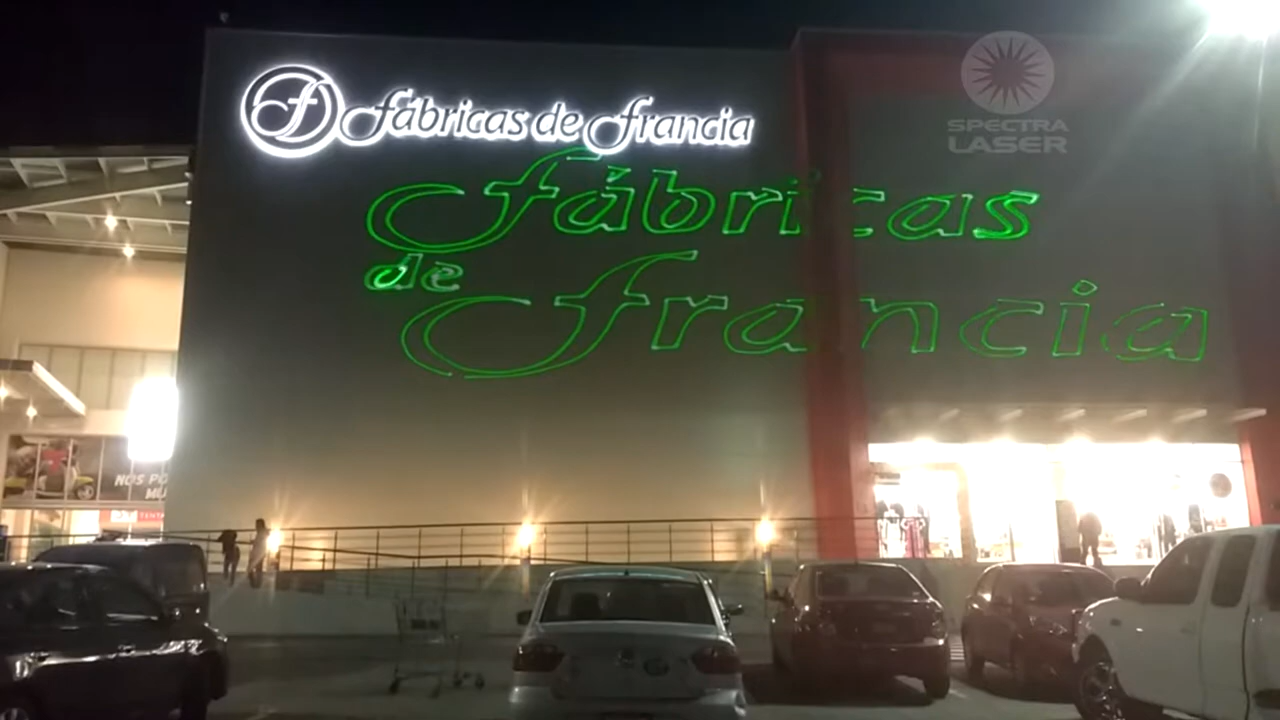 fábricas de francia
SPECTRA
LASER
fábricas
de
francia
NOS PO
MU